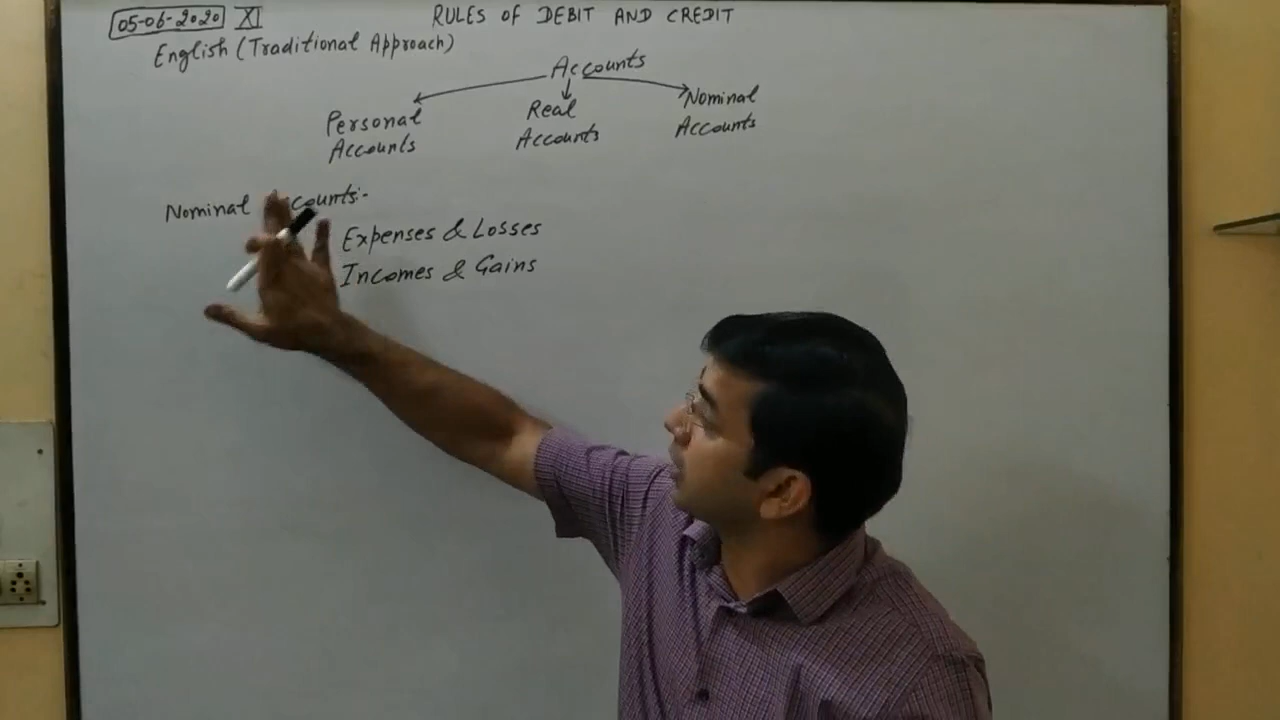 05-06-2020 XI RULES OF DEBIT AND CREDIT
English (Traditional Approach)
Accounts
Personal Accounts
Real Accounts
Nominal Accounts
Nominal counts:-
Expenses & Losses
Incomes & Gains